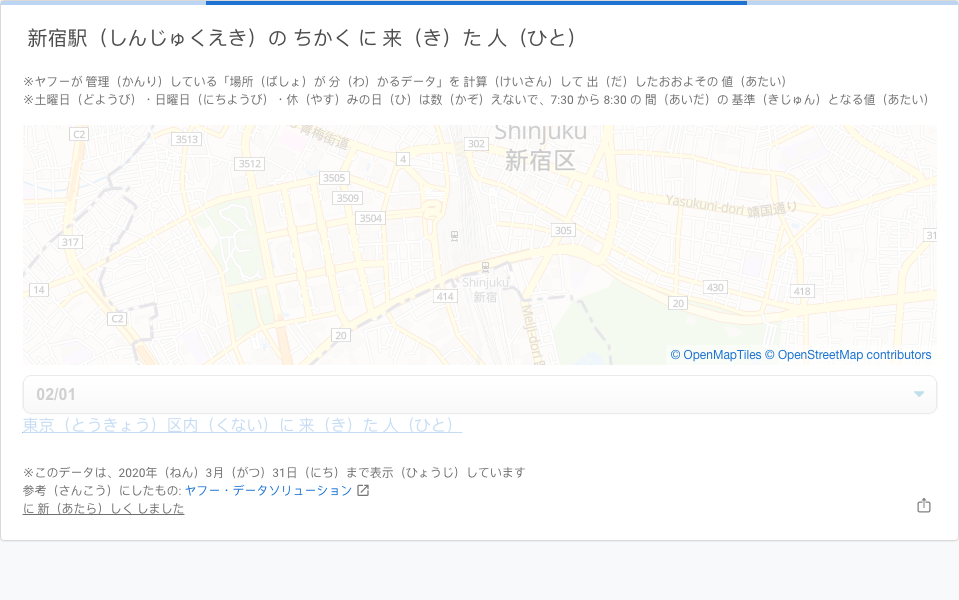 新宿駅（しんじゅくえき）の ちかく に 来（き）た 人（ひと）
※ヤフーが 管理（かんり）している「場所（ばしょ）が 分（わ）かるデータ」を 計算（けいさん）して 出（だ）したおおよその 値（あたい）
※土曜日（どようび）・日曜日（にちようび）・休（やす）みの日（ひ）は数（かぞ）えないで、7:30 から 8:30 の 間（あいだ）の 基準（きじゅん）となる値（あたい）
C2
3513
青梅街道
302
Shinjuku
新宿区
4
3512
3505
3509
3504
Yasukuni-dori 靖国通り
305
317
31
14
414
Shinjuku
新宿
430
418
20
C2
20
Meiji-dori
© OpenMapTiles © OpenStreetMap contributors
02/01
東京（とうきょう）区内（くない）に 来（き）た 人（ひと）
※このデータは、2020年（ねん）3月（がつ）31日（にち）まで表示（ひょうじ）しています
参考（さんこう）にしたもの: ヤフー・データソリューション
に 新（あたら）しく しました